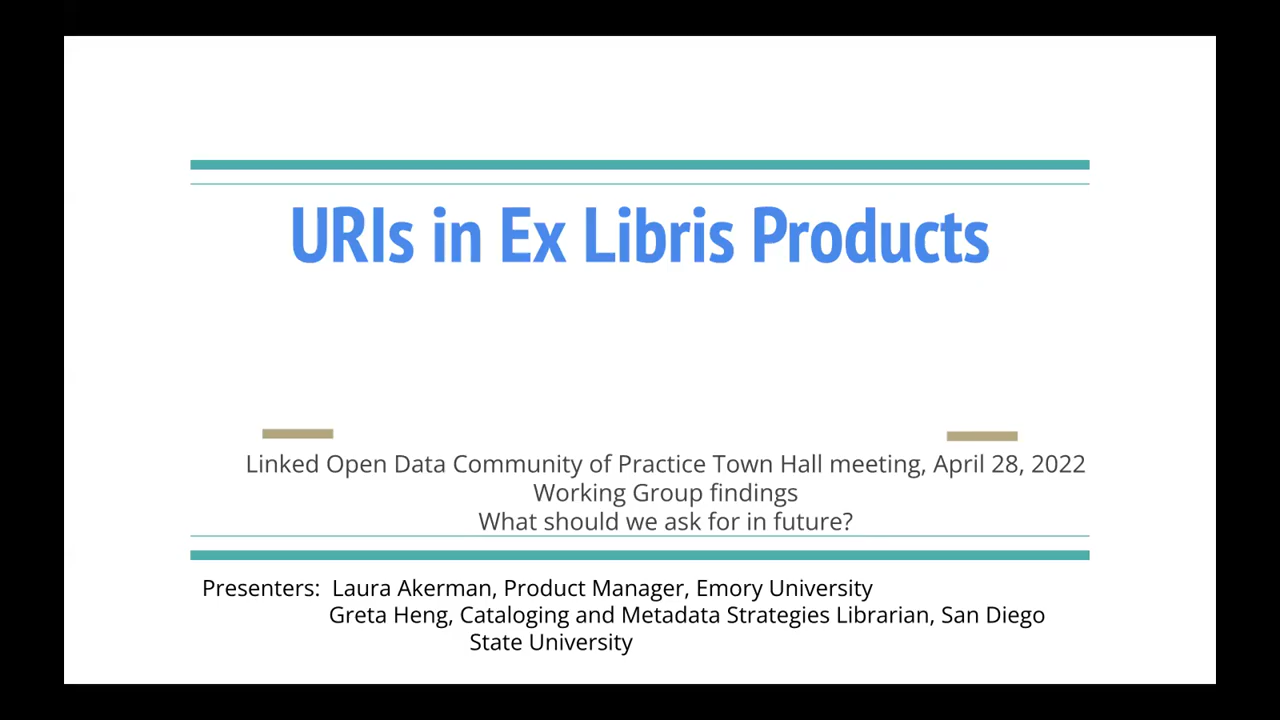 URIs in Ex Libris Products
Linked Open Data Community of Practice Town Hall meeting, April 28, 2022
Working Group findings
What should we ask for in future?
Presenters: Laura Akerman, Product Manager, Emory University
Greta Heng, Cataloging and Metadata Strategies Librarian, San Diego
State University